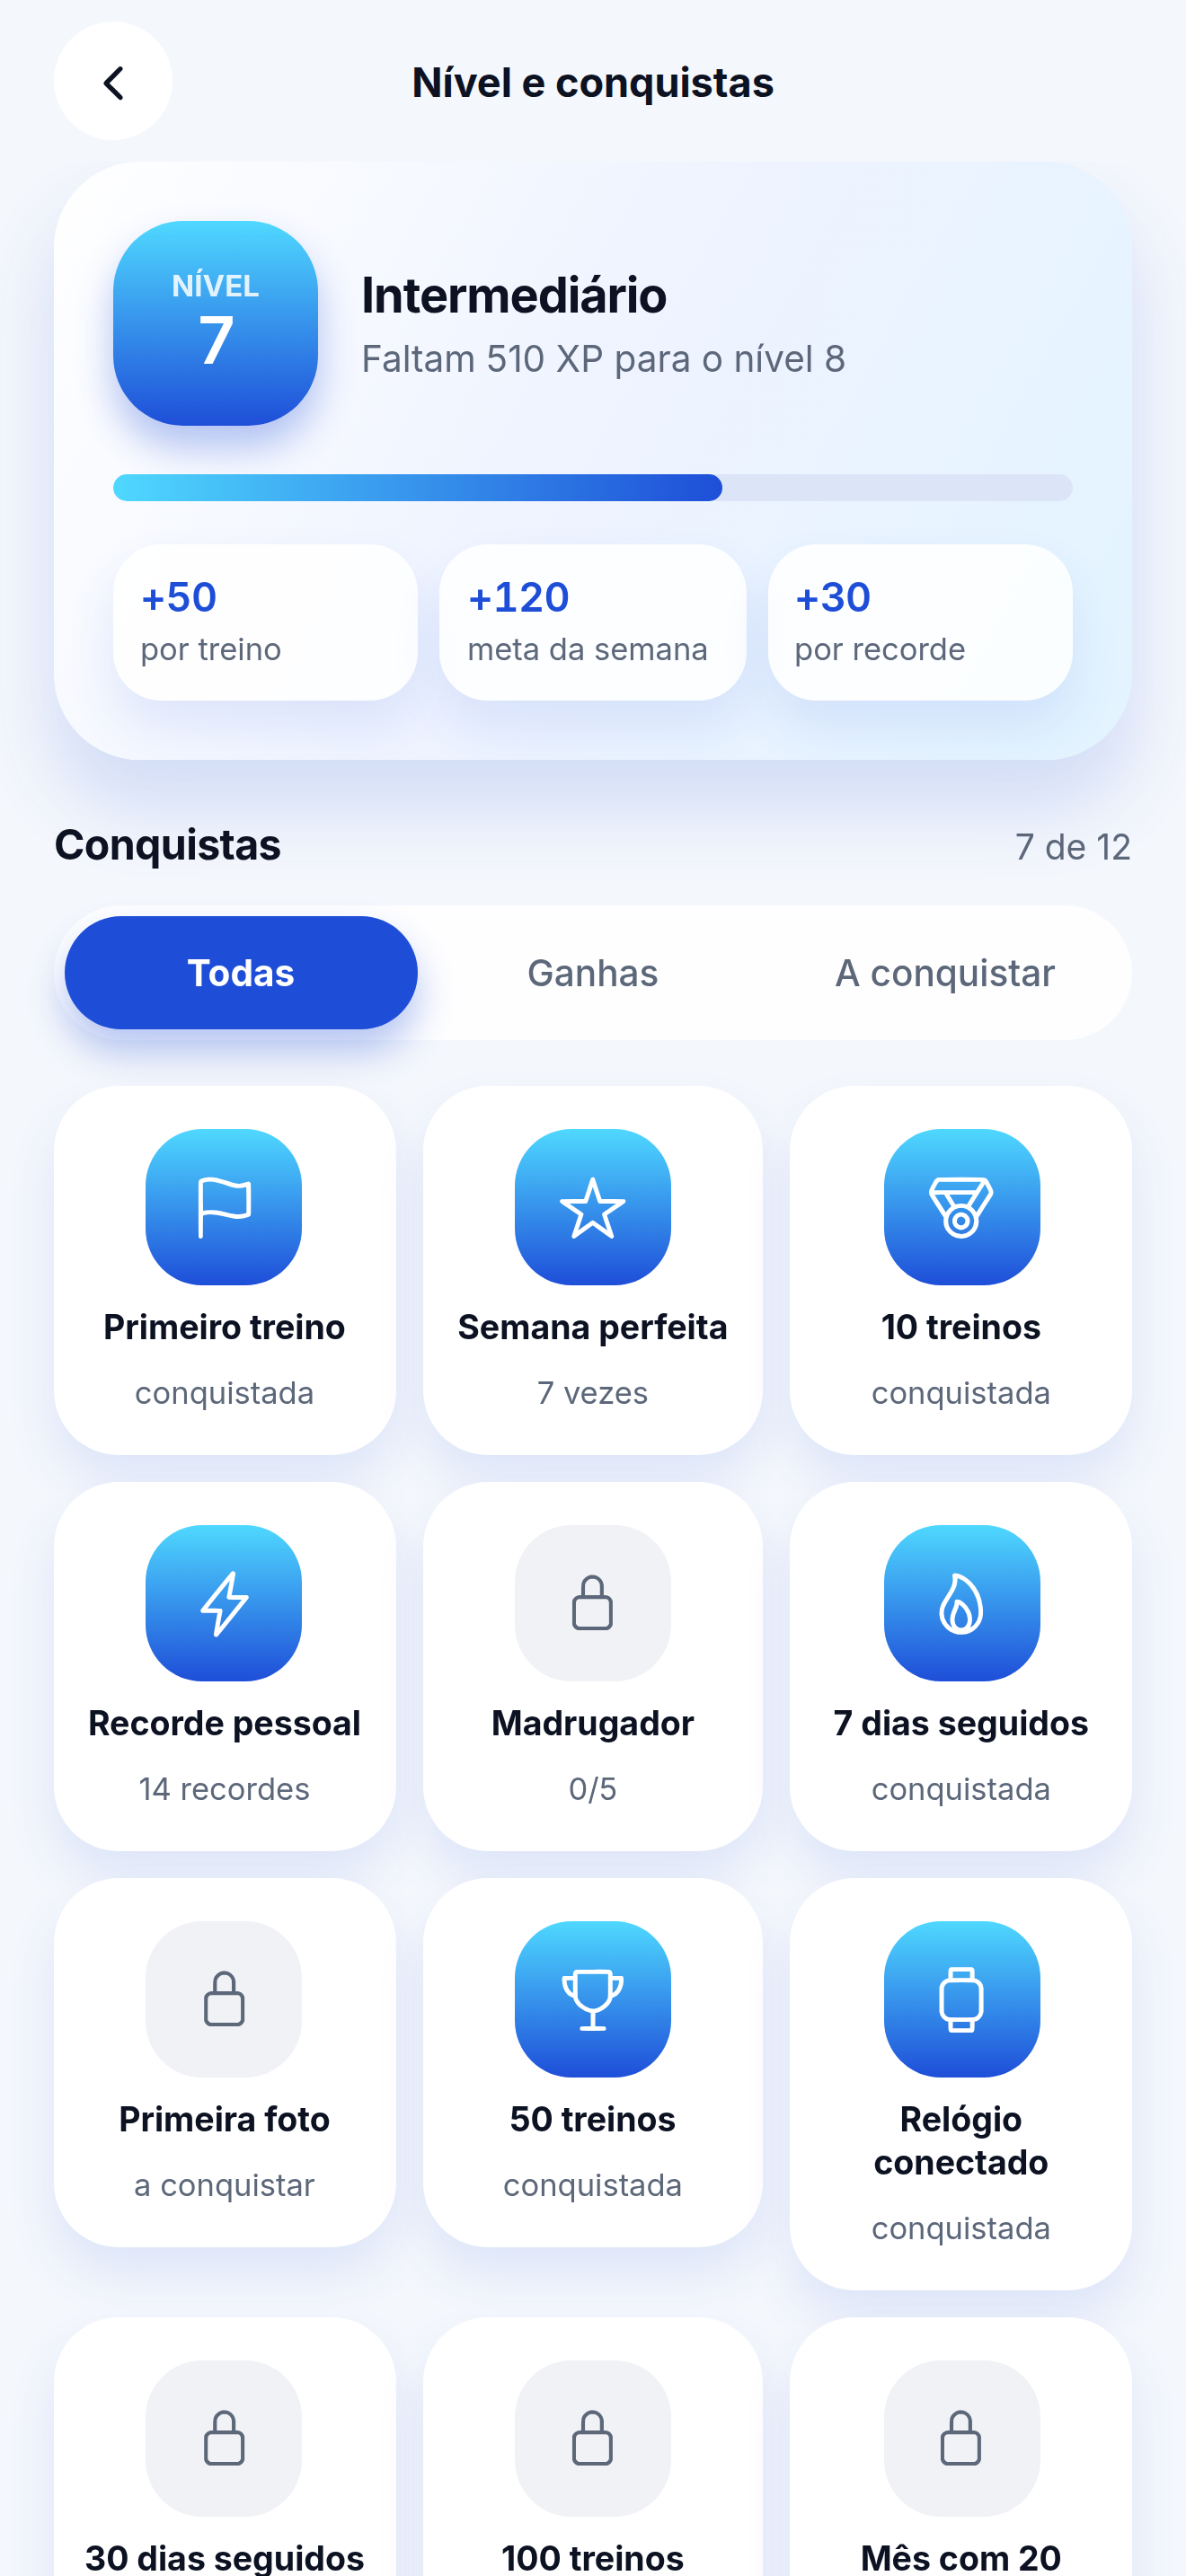 Nível e conquistas
NÍVEL
7
Intermediário
Faltam 510 XP para o nível 8
+50
por treino
+120
meta da semana
+30
por recorde
Conquistas
7 de 12
Todas
Ganhas
A conquistar
Primeiro treino
conquistada
Semana perfeita
7 vezes
10 treinos
conquistada
Recorde pessoal
14 recordes
Madrugador
0/5
7 dias seguidos
conquistada
Primeira foto
a conquistar
50 treinos
conquistada
Relógio
conectado
conquistada
30 dias seguidos
100 treinos
Mês com 20